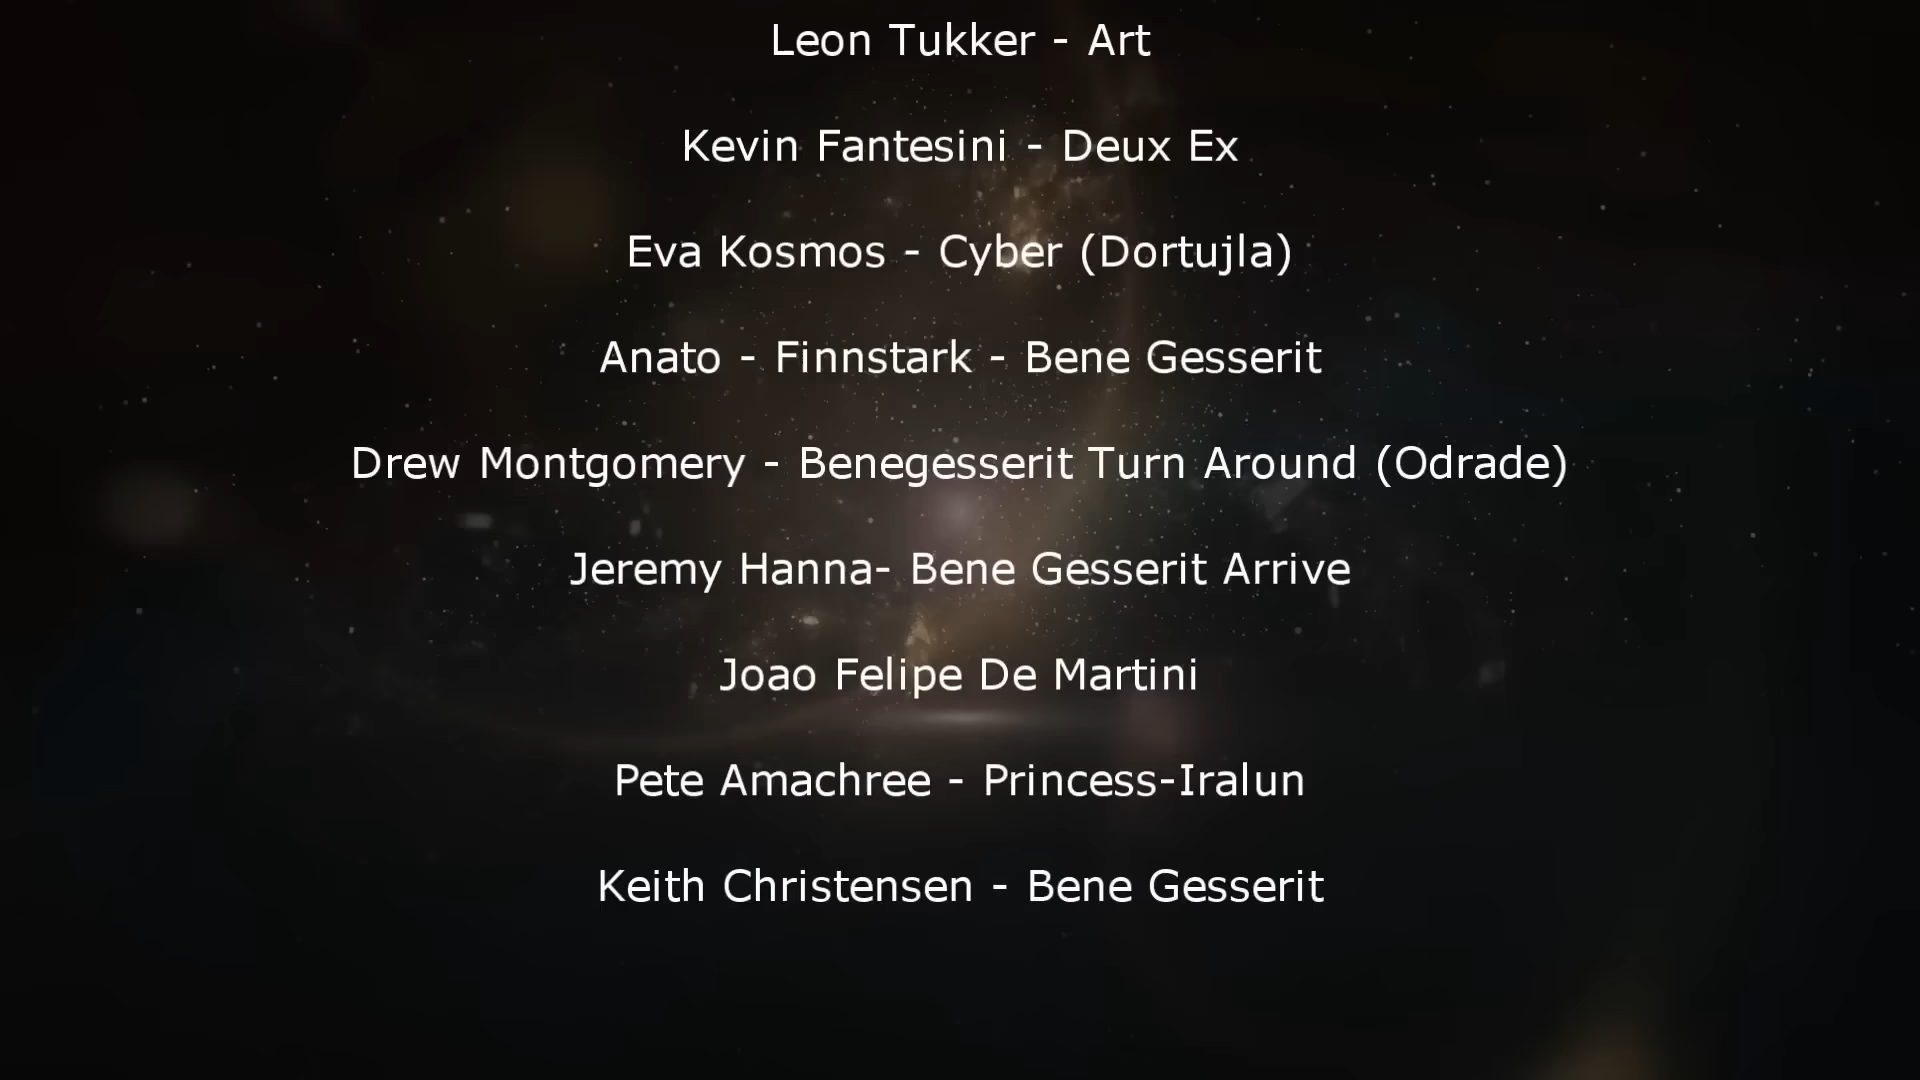 Leon Tukker - Art
Kevin Fantesini - Deux Ex
Eva Kosmos - Cyber (Dortujla)
Anato - Finnstark - Bene Gesserit
Drew Montgomery - Benegesserit Turn Around (Odrade)
Jeremy Hanna- Bene Gesserit Arrive
Joao Felipe De Martini
Pete Amachree - Princess-Iralun
Keith Christensen - Bene Gesserit